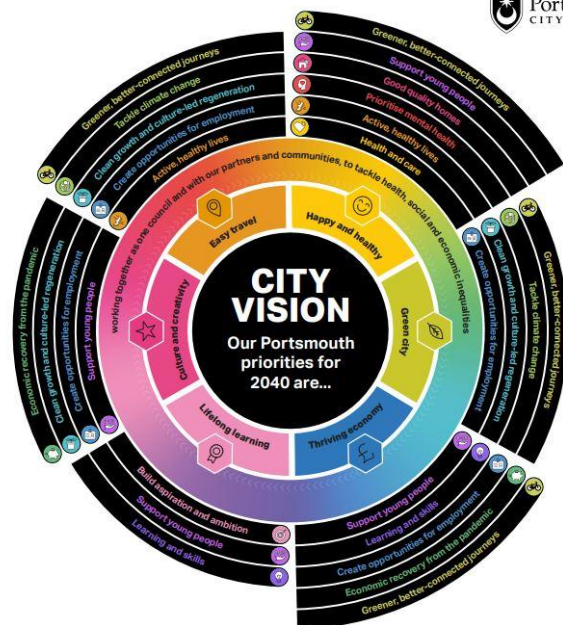 Port
CITY
CITY
VISION
Our Portsmouth
priorities for
2040 are...
Happy and healthy
Green city
Thriving economy
Lifelong learning
Culture and creativity
Easy travel
working together as one council and with our partners and communities, to tackle health, social and economic inequalities
Greener, better-connected journeys
Support young people
Good quality homes
Prioritise mental health
Active, healthy lives
Health and care
Greener, better-connected journeys
Tackle climate change
Clean growth and culture-led regeneration
Create opportunities for employment
Support young people
Learning and skills
Create opportunities for employment
Economic recovery from the pandemic
Greener, better-connected journeys
Build aspiration and ambition
Support young people
Learning and skills
Economic recovery from the pandemic
Clean growth and culture-led regeneration
Create opportunities for employment
Support young people
Greener, better-connected journeys
Tackle climate change
Clean growth and culture-led regeneration
Create opportunities for employment
Active, healthy lives